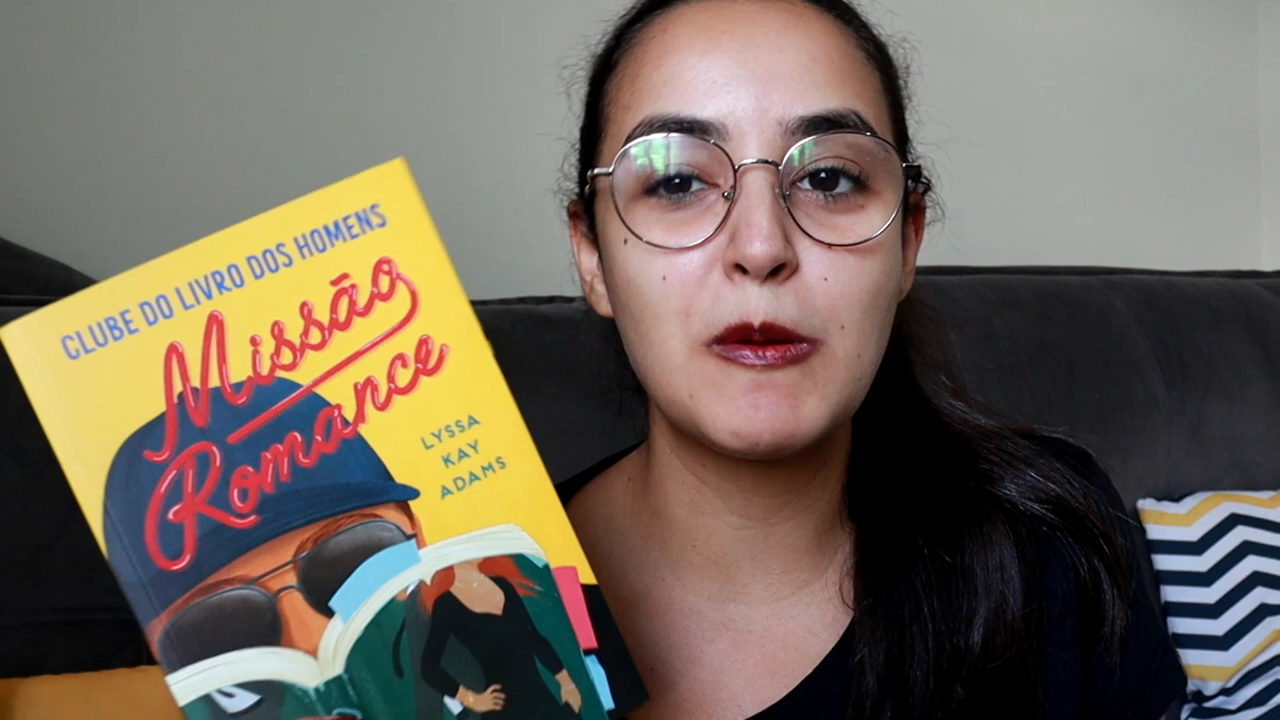 CLUBE DO LIVRO DOS HOMENS
Missão
Romance
LYSSA
KAY
ADAMS